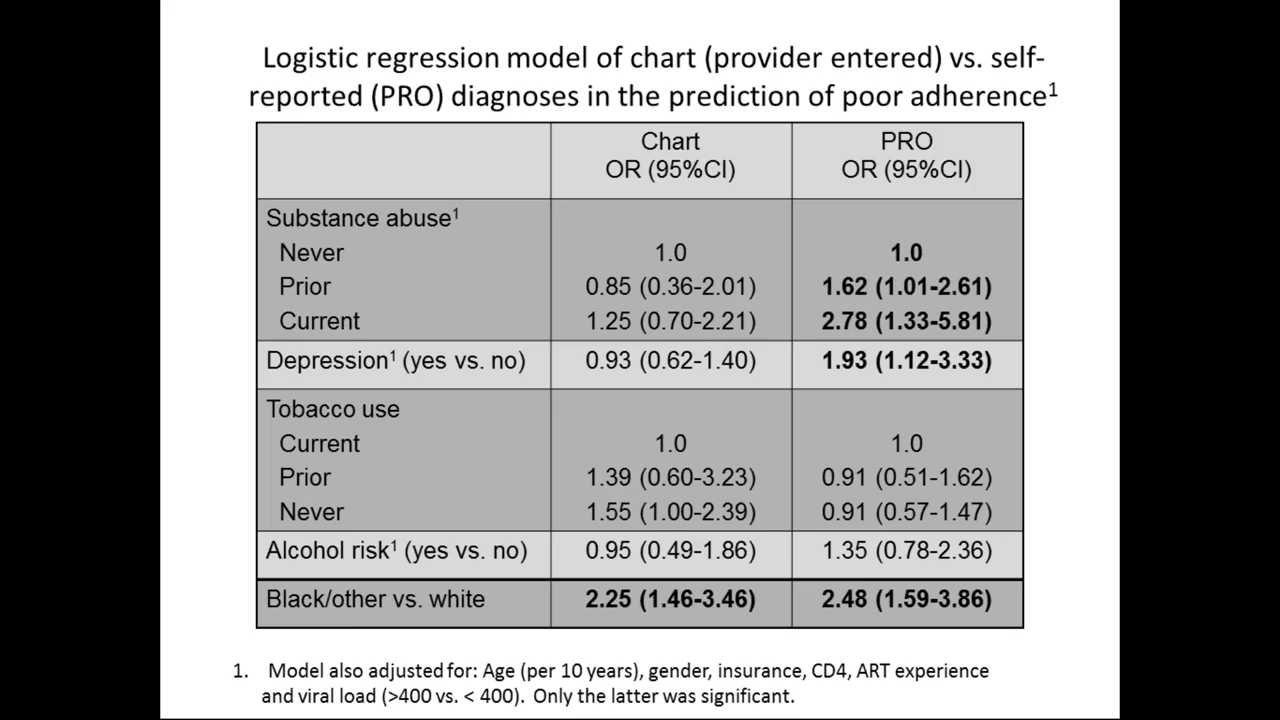 Logistic regression model of chart (provider entered) vs. self-
reported (PRO) diagnoses in the prediction of poor adherence¹
Chart PRO
OR (95%CI) OR (95%CI)
Substance abuse¹
Never 1.0 1.0
Prior 0.85 (0.36-2.01) 1.62 (1.01-2.61)
Current 1.25 (0.70-2.21) 2.78 (1.33-5.81)
Depression¹ (yes vs. no) 0.93 (0.62-1.40) 1.93 (1.12-3.33)
Tobacco use
Current 1.0 1.0
Prior 1.39 (0.60-3.23) 0.91 (0.51-1.62)
Never 1.55 (1.00-2.39) 0.91 (0.57-1.47)
Alcohol risk¹ (yes vs. no) 0.95 (0.49-1.86) 1.35 (0.78-2.36)
Black/other vs. white 2.25 (1.46-3.46) 2.48 (1.59-3.86)
1. Model also adjusted for: Age (per 10 years), gender, insurance, CD4, ART experience
and viral load (>400 vs. < 400). Only the latter was significant.